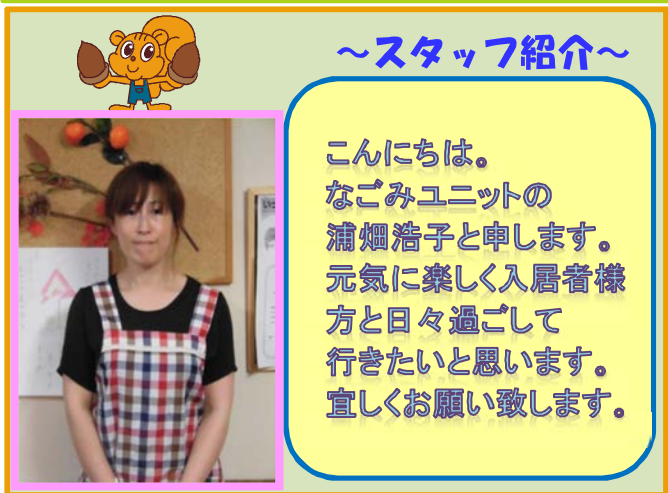 ～スタッフ紹介～
こんにちは。
なごみユニットの
浦畑浩子と申します。
元気に楽しく入居者様
方と日々過ごして
行きたいと思います。
宜しくお願い致します。